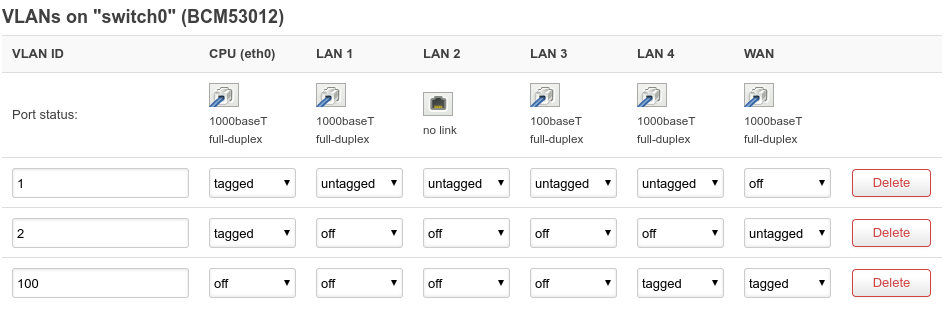 VLANs on "switch0" (BCM53012)
VLAN ID CPU (eth0) LAN 1 LAN 2 LAN 3 LAN 4 WAN
Port status: 1000baseT full-duplex 1000baseT full-duplex no link 100baseT full-duplex 1000baseT full-duplex 1000baseT full-duplex
1 tagged untagged untagged untagged untagged off Delete
2 tagged off off off off untagged Delete
100 off off off off tagged tagged Delete